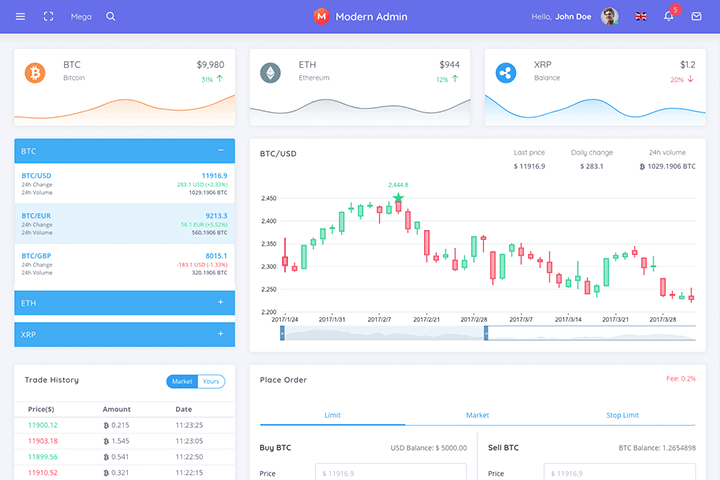 Mega
Modern Admin
Hello, John Doe
5
BTC $9,980
Bitcoin 31% ↑
ETH $944
Ethereum 12% ↑
XRP $1.2
Balance 20% ↓
BTC −
BTC/USD 11916.9
24h Change 283.1 USD (+2.33%)
24h Volume 1029.1906 BTC
BTC/EUR 9213.3
24h Change 56.1 EUR (+5.52%)
24h Volume 560.1906 BTC
BTC/GBP 8015.1
24h Change -183.1 USD (-1.33%)
24h Volume 320.1906 BTC
ETH +
XRP +
BTC/USD
Last price Daily change 24h volume
$ 11916.9 $ 283.1 ₿ 1029.1906 BTC
2,444.8
2,450
2,400
2,350
2,300
2,250
2,200
2017/1/24 2017/1/31 2017/2/7 2017/2/21 2017/2/28 2017/3/7 2017/3/14 2017/3/21 2017/3/28
Trade History Market Yours
Price($) Amount Date
11900.12 ₿ 0.215 11:23:25
11903.18 ₿ 1.545 11:23:05
11899.56 ₿ 0.541 11:22:50
11910.52 ₿ 0.321 11:22:15
Place Order Fee: 0.2%
Limit Market Stop Limit
Buy BTC USD Balance: $ 5000.00
Price $ 11916.9
Sell BTC BTC Balance: 1.2654898
Price $ 11916.9